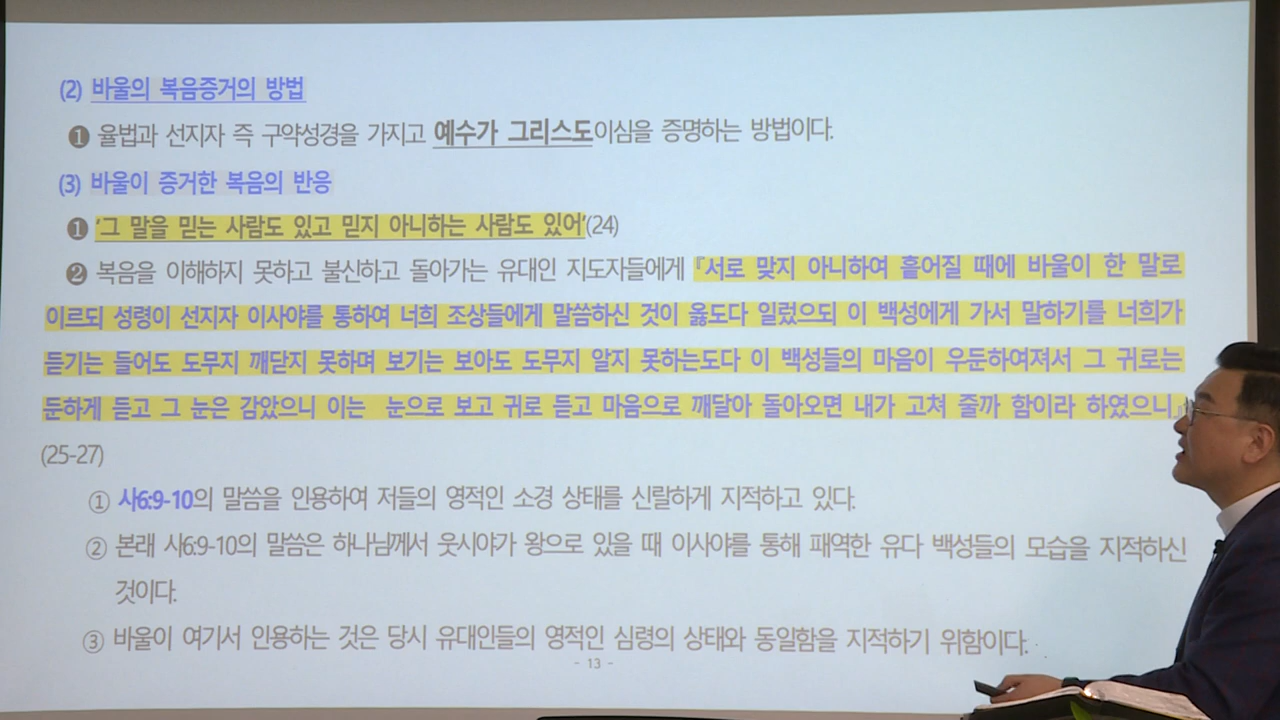 (2) 바울의 복음증거의 방법
❶ 율법과 선지자 즉 구약성경을 가지고 예수가 그리스도이심을 증명하는 방법이다.
(3) 바울이 증거한 복음의 반응
❶ ‘그 말을 믿는 사람도 있고 믿지 아니하는 사람도 있어’(24)
❷ 복음을 이해하지 못하고 불신하고 돌아가는 유대인 지도자들에게 『서로 맞지 아니하여 흩어질 때에 바울이 한 말로
이르되 성령이 선지자 이사야를 통하여 너희 조상들에게 말씀하신 것이 옳도다 일렀으되 이 백성에게 가서 말하기를 너희가
듣기는 들어도 도무지 깨닫지 못하며 보기는 보아도 도무지 알지 못하는도다 이 백성들의 마음이 우둔하여져서 그 귀로는
둔하게 듣고 그 눈은 감았으니 이는 눈으로 보고 귀로 듣고 마음으로 깨달아 돌아오면 내가 고쳐 줄까 함이라 하였으니
(25-27)
① 사6:9-10의 말씀을 인용하여 저들의 영적인 소경 상태를 신랄하게 지적하고 있다.
② 본래 사6:9-10의 말씀은 하나님께서 웃시야가 왕으로 있을 때 이사야를 통해 패역한 유다 백성들의 모습을 지적하신
것이다.
③ 바울이 여기서 인용하는 것은 당시 유대인들의 영적인 심령의 상태와 동일함을 지적하기 위함이다.
- 13 -